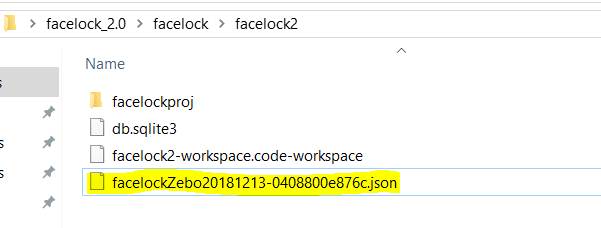 facelock_2.0 > facelock > facelock2
Name
facelockproj
s
db.sqlite3
s
facelock2-workspace.code-workspace
s
facelockZebo20181213-0408800e876c.json